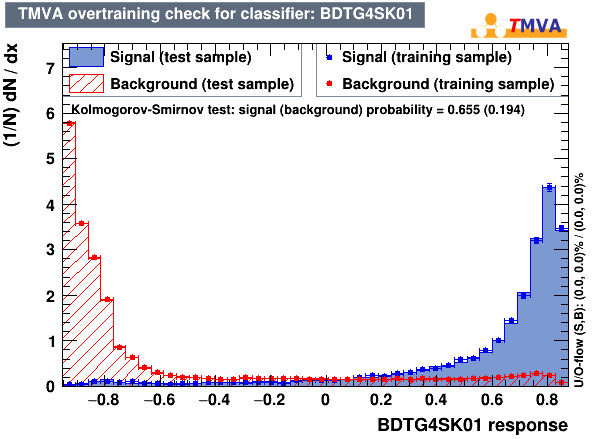 TMVA overtraining check for classifier: BDTG4SK01
TMVA
(1/N) dN / dx
Signal (test sample)
Background (test sample)
Signal (training sample)
Background (training sample)
Kolmogorov-Smirnov test: signal (background) probability = 0.655 (0.194)
7
6
5
4
3
2
1
0
−0.8 −0.6 −0.4 −0.2 0 0.2 0.4 0.6 0.8
BDTG4SK01 response
U/O-flow (S,B): (0.0, 0.0)% / (0.0, 0.0)%